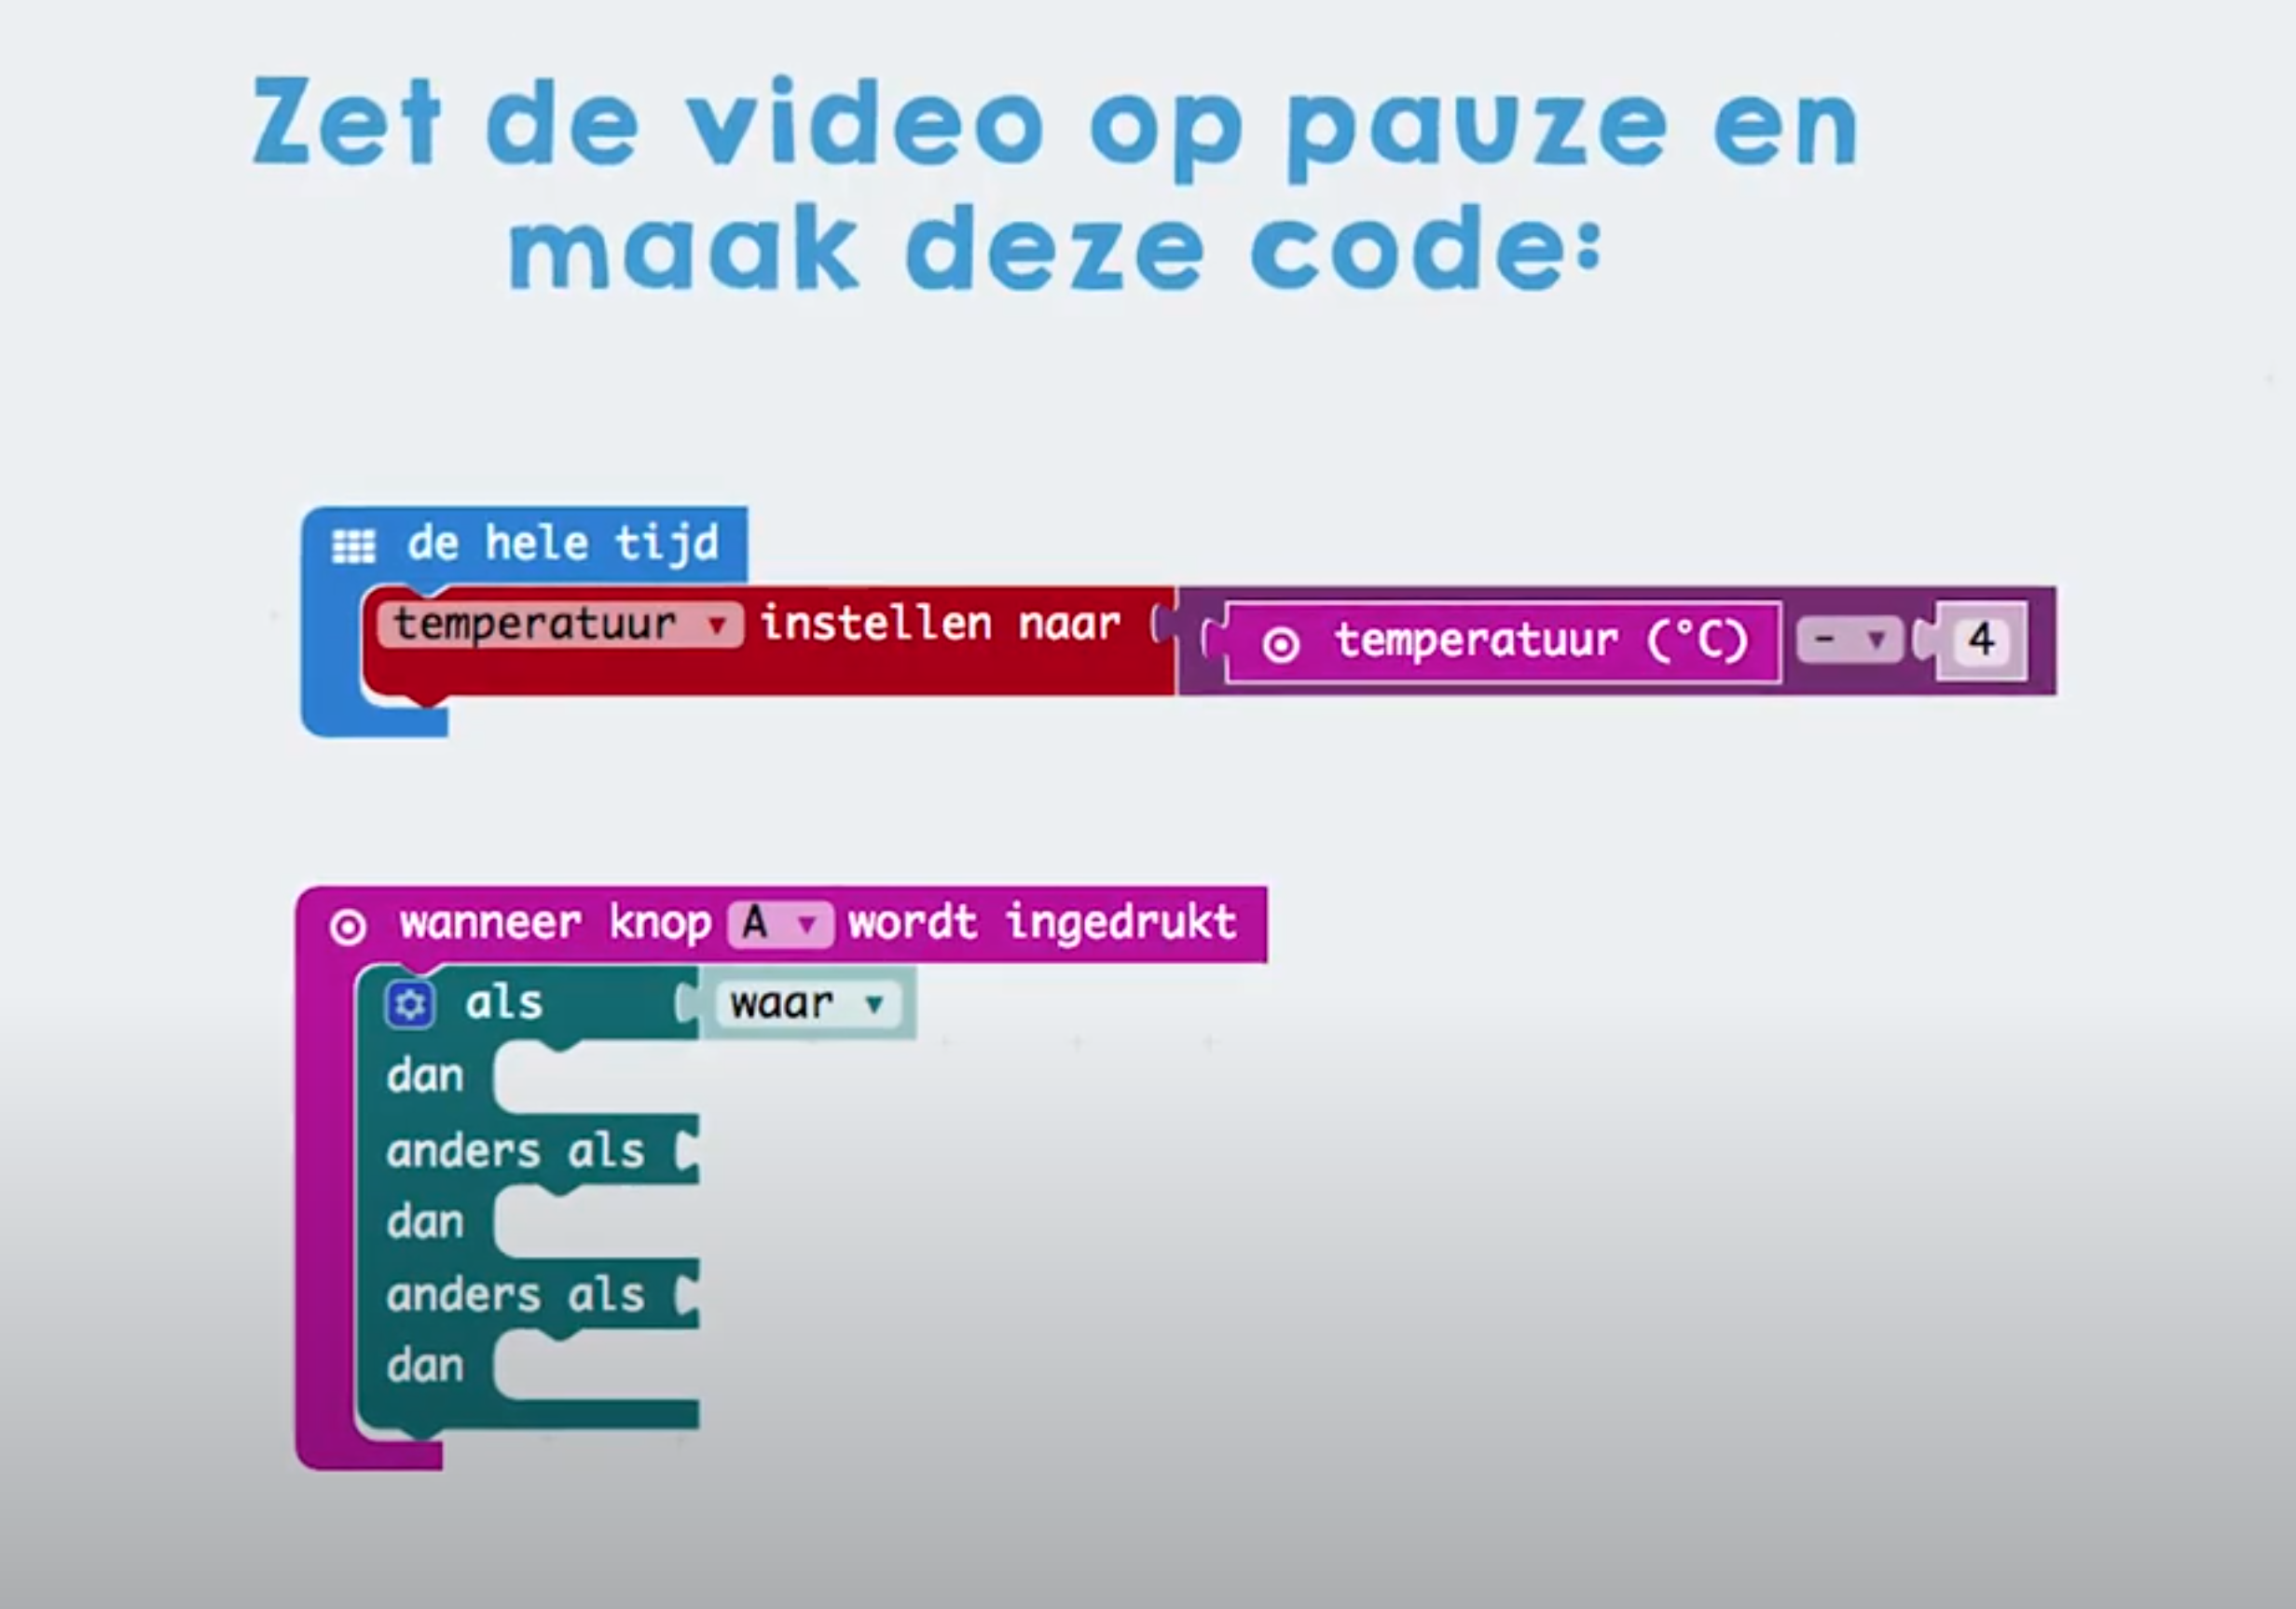 Zet de video op pauze en
maak deze code:
de hele tijd
temperatuur ▼ instellen naar temperatuur (°C) - ▼ 4
wanneer knop A ▼ wordt ingedrukt
als waar ▼
dan
anders als
dan
anders als
dan